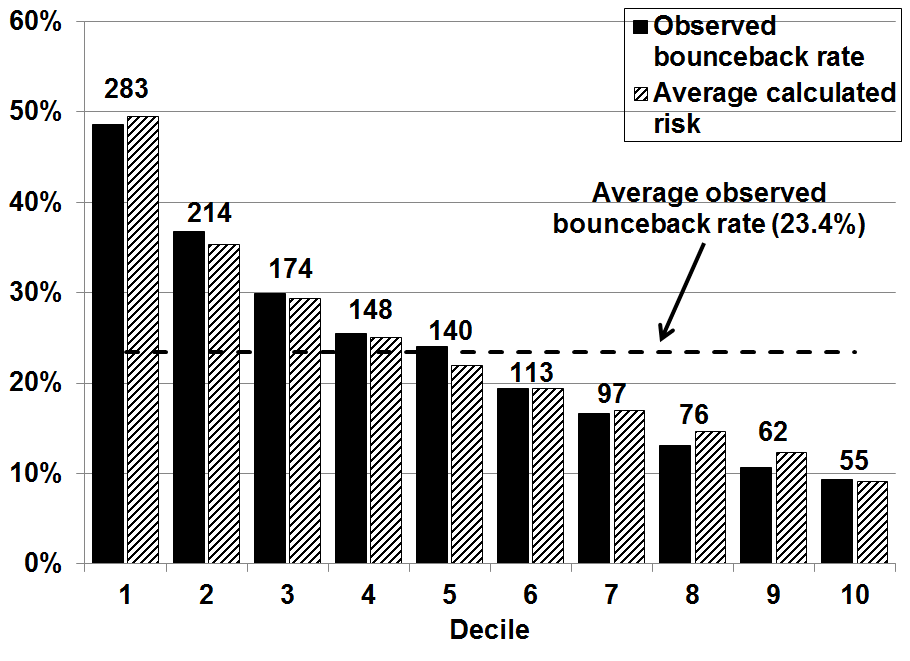 60%
50%
40%
30%
20%
10%
0%
Observed
bounceback rate
Average calculated
risk
Average observed
bounceback rate (23.4%)
283
214
174
148
140
113
97
76
62
55
1 2 3 4 5 6 7 8 9 10
Decile